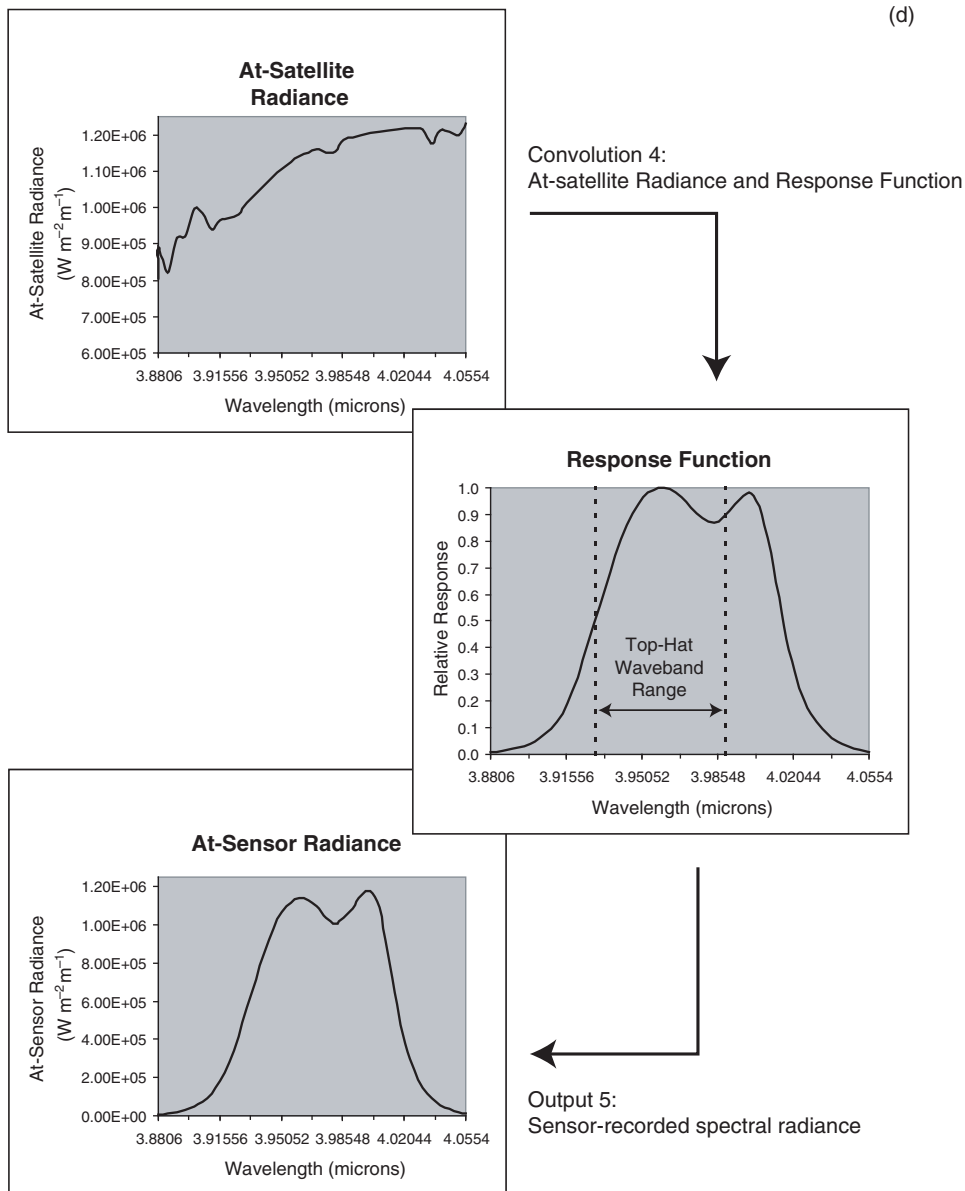 (d)
At-Satellite
Radiance
At-Satellite Radiance
(W m⁻² m⁻¹)
1.20E+06
1.10E+06
1.00E+06
9.00E+05
8.00E+05
7.00E+05
6.00E+05
3.8806 3.91556 3.95052 3.98548 4.02044 4.0554
Wavelength (microns)
Convolution 4:
At-satellite Radiance and Response Function
Response Function
Relative Response
1.0
0.9
0.8
0.7
0.6
0.5
0.4
0.3
0.2
0.1
0.0
Top-Hat
Waveband
Range
3.8806 3.91556 3.95052 3.98548 4.02044 4.0554
Wavelength (microns)
At-Sensor Radiance
At-Sensor Radiance
(W m⁻² m⁻¹)
1.20E+06
1.00E+06
8.00E+05
6.00E+05
4.00E+05
2.00E+05
0.00E+00
3.8806 3.91556 3.95052 3.98548 4.02044 4.0554
Wavelength (microns)
Output 5:
Sensor-recorded spectral radiance